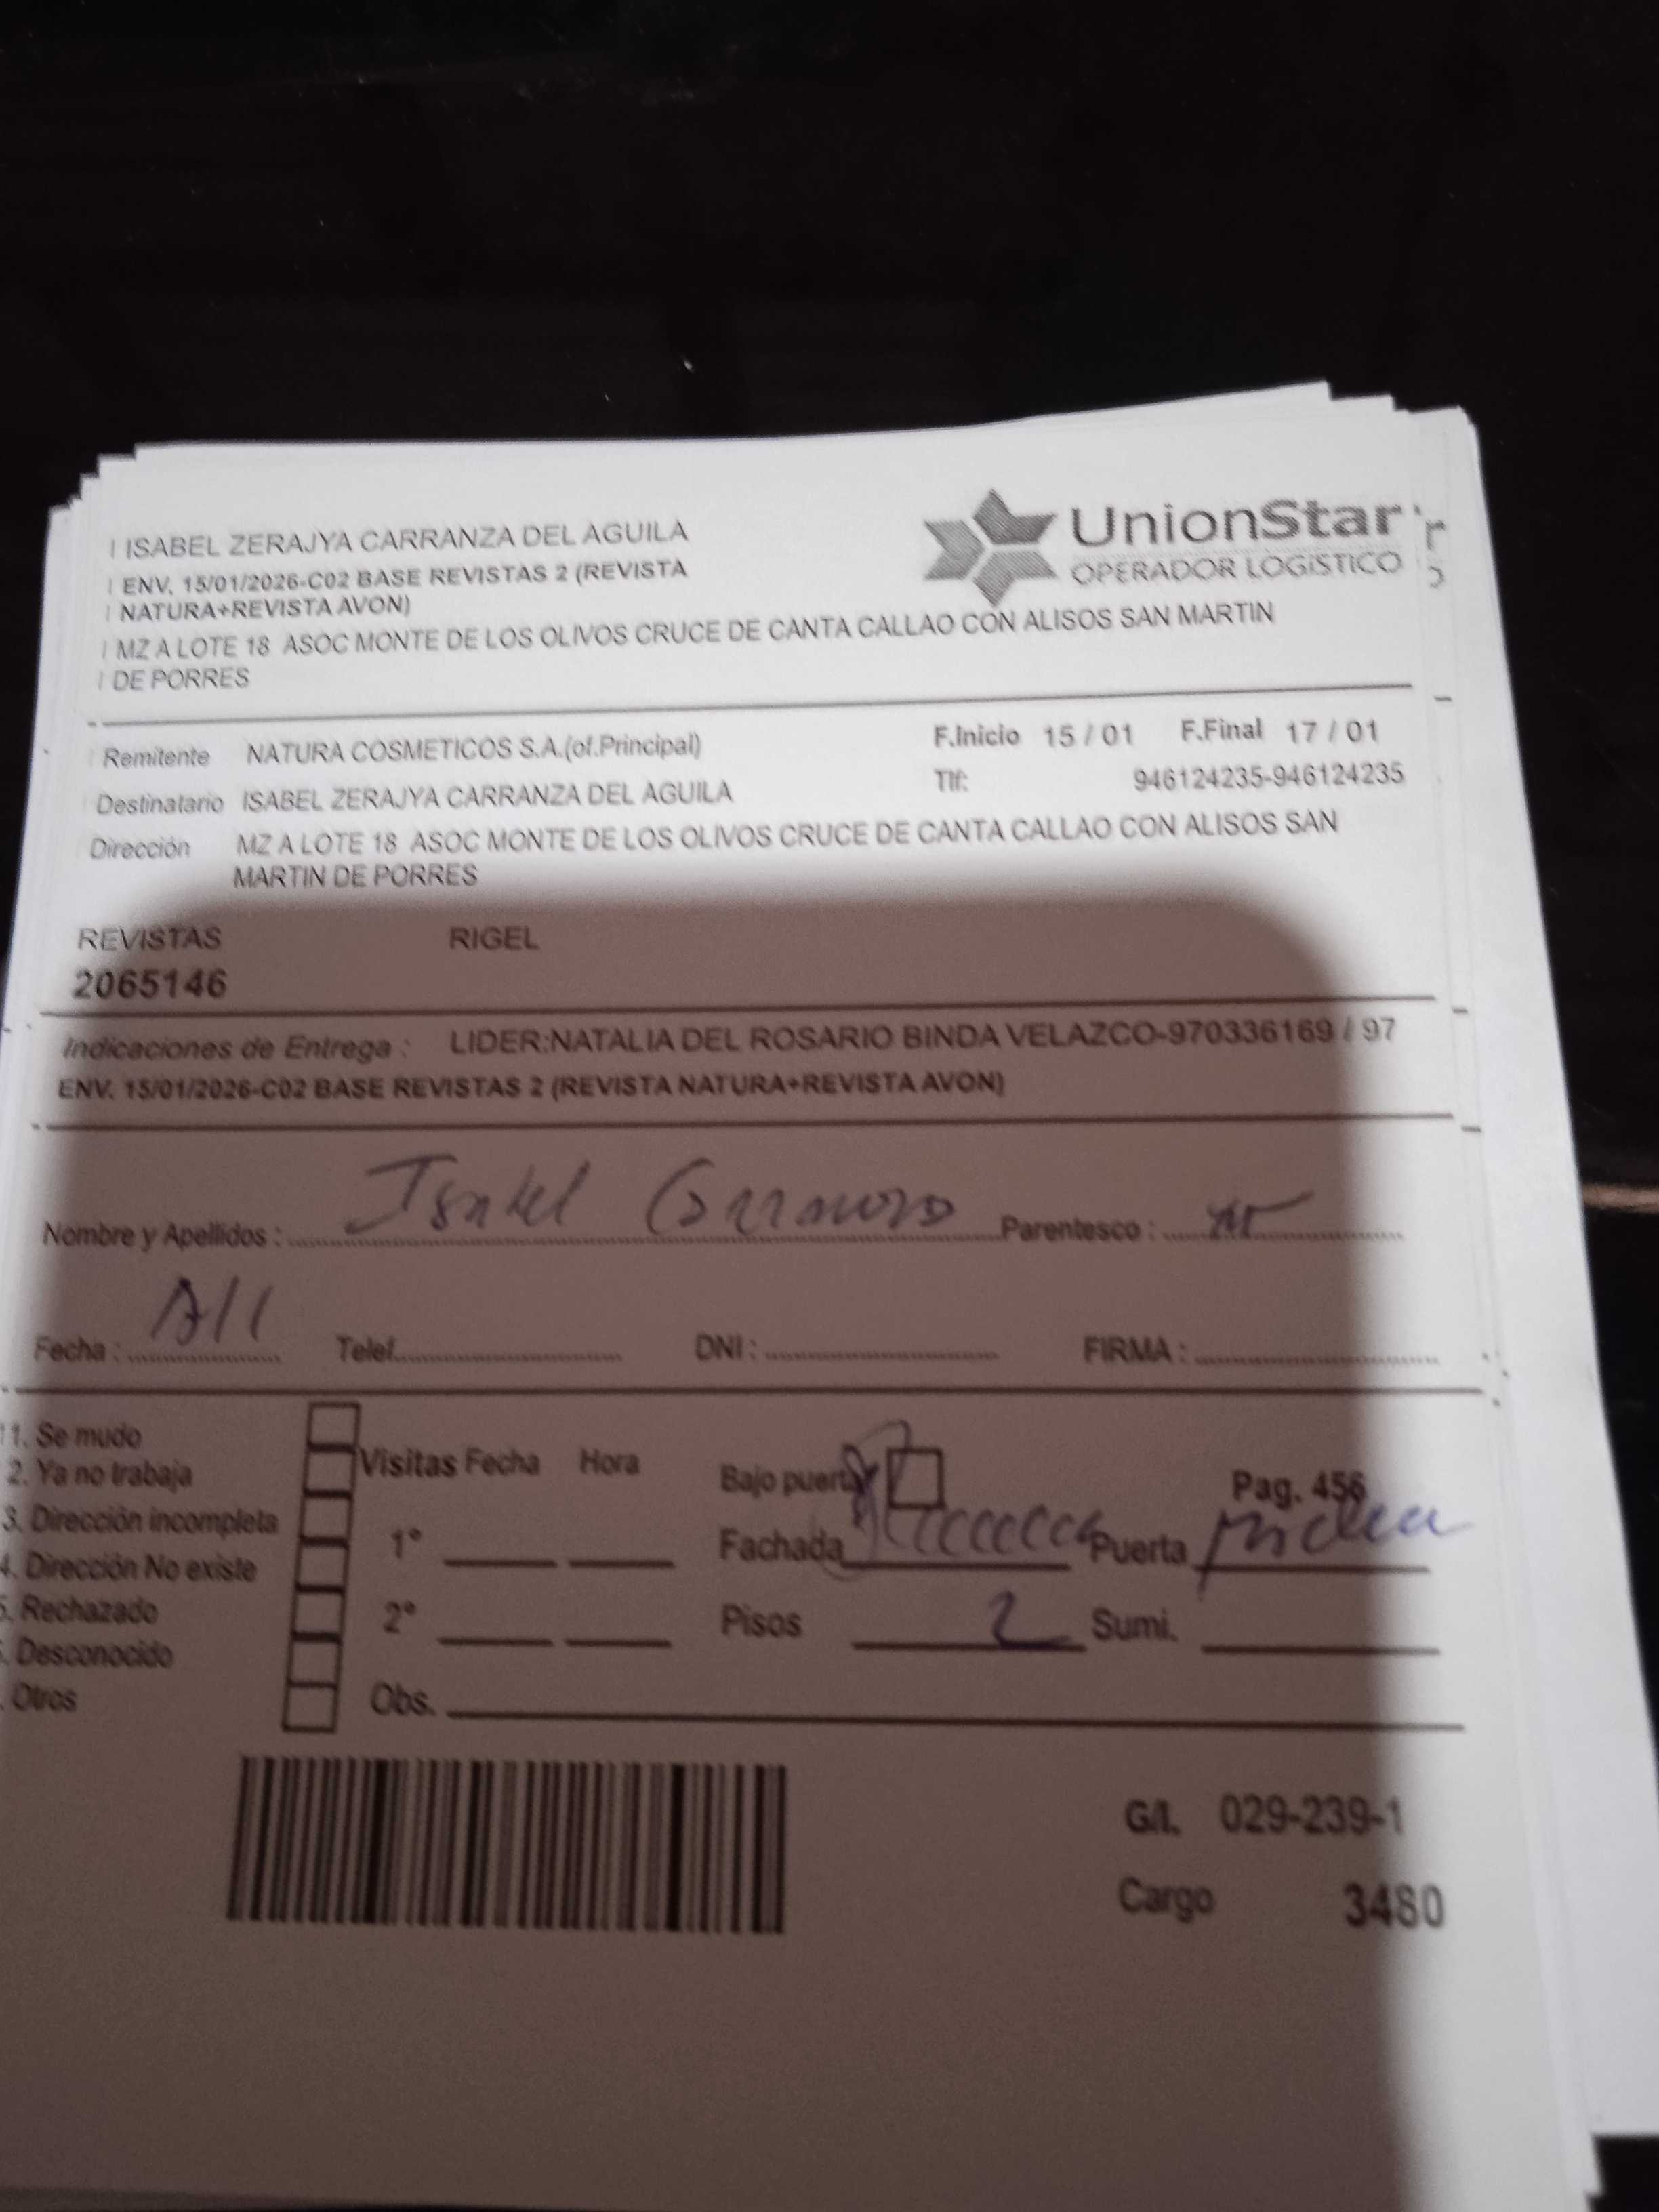 ISABEL ZERAJYA CARRANZA DEL AGUILA
ENV. 15/01/2026-C02 BASE REVISTAS 2 (REVISTA
NATURA+REVISTA AVON)
MZ A LOTE 18 ASOC MONTE DE LOS OLIVOS CRUCE DE CANTA CALLAO CON ALISOS SAN MARTIN
DE PORRES
UnionStar
OPERADOR LOGÍSTICO
Remitente NATURA COSMETICOS S.A.(of.Principal)
F.Inicio 15 / 01 F.Final 17 / 01
Destinatario ISABEL ZERAJYA CARRANZA DEL AGUILA
Tlf: 946124235-946124235
Dirección MZ A LOTE 18 ASOC MONTE DE LOS OLIVOS CRUCE DE CANTA CALLAO CON ALISOS SAN
MARTIN DE PORRES
REVISTAS RIGEL
2065146
Indicaciones de Entrega : LIDER:NATALIA DEL ROSARIO BINDA VELAZCO-970336169 / 97
ENV. 15/01/2026-C02 BASE REVISTAS 2 (REVISTA NATURA+REVISTA AVON)
Nombre y Apellidos : Isabel Parentesco :
Fecha : Telef. DNI : FIRMA :
1. Se mudo
2. Ya no trabaja
3. Dirección incompleta
4. Dirección No existe
5. Rechazado
. Desconocido
. Otros
Visitas Fecha Hora
1°
2°
Obs.
Bajo puerta Pag. 456
Fachada Puerta
Pisos 2 Sumi.
G/I. 029-239-1
Cargo 3480